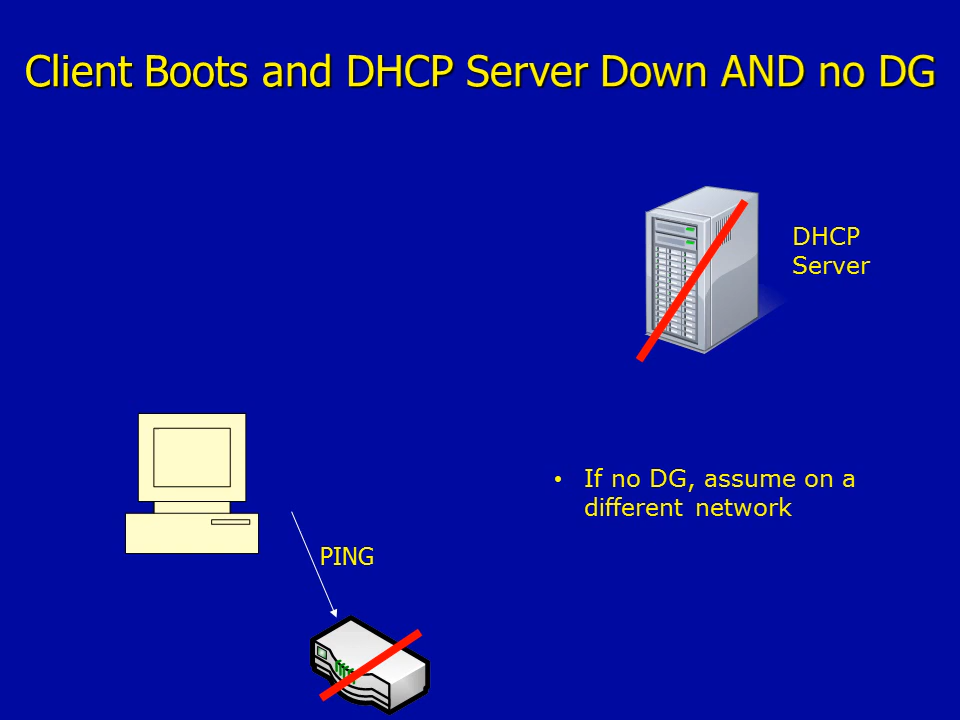 Client Boots and DHCP Server Down AND no DG
DHCP
Server
• If no DG, assume on a
different network
PING